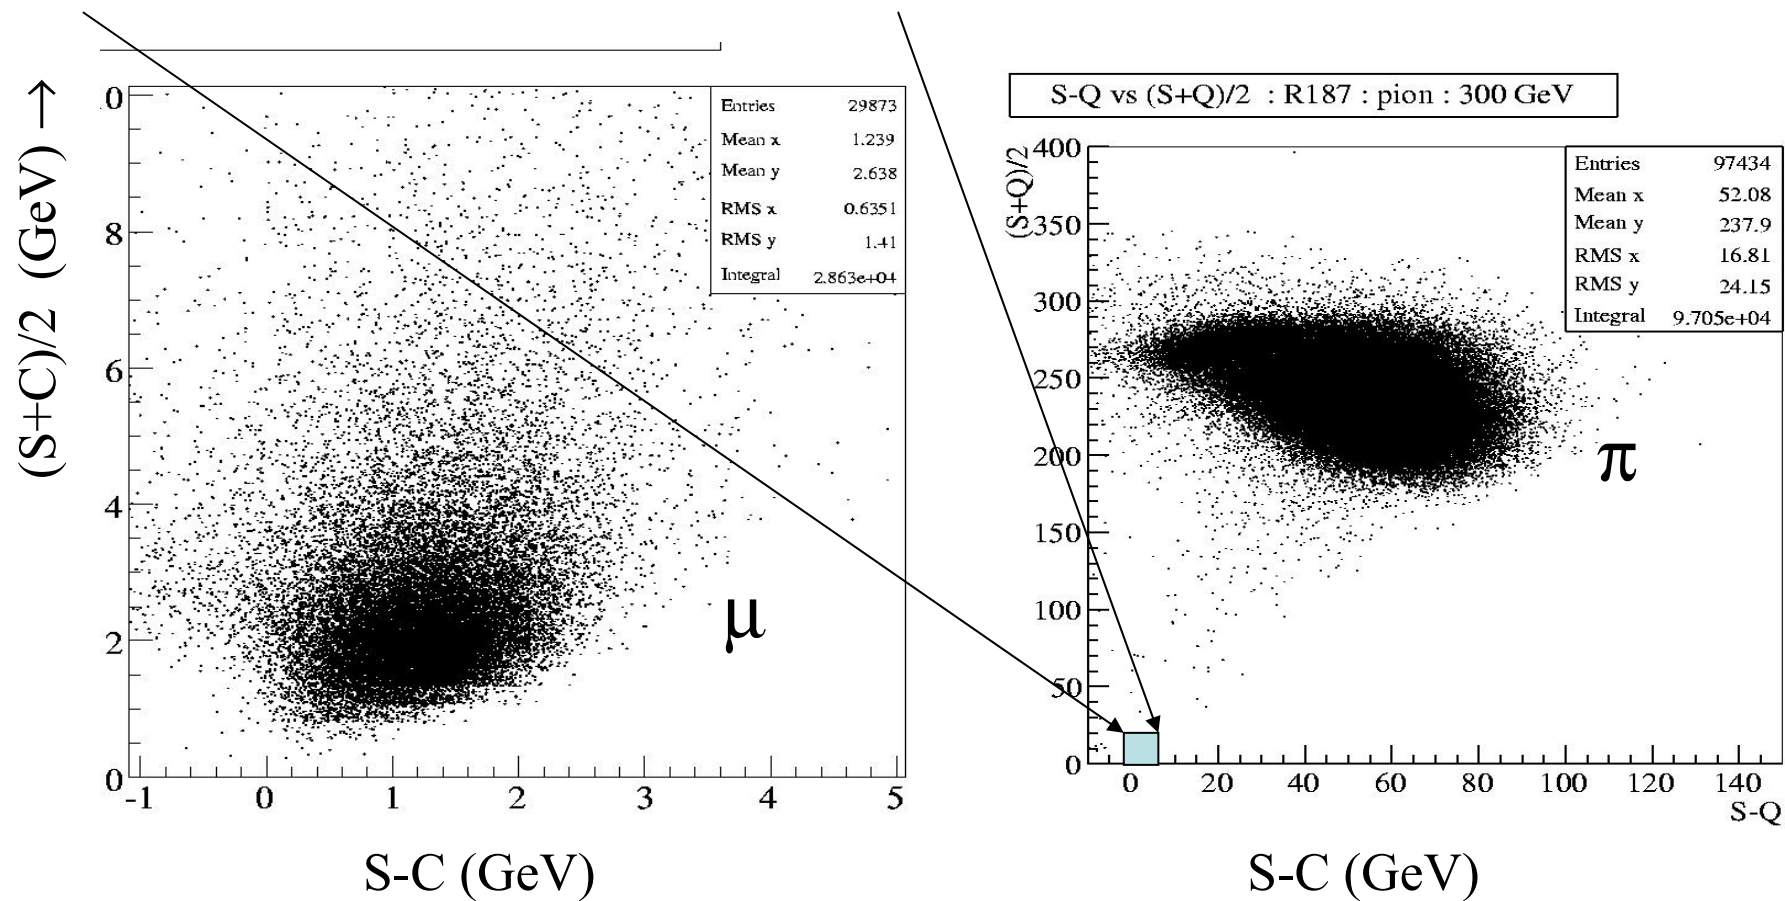 (S+C)/2 (GeV) →
0
8
6
4
2
0
-1 0 1 2 3 4 5
Entries 29873
Mean x 1.239
Mean y 2.638
RMS x 0.6351
RMS y 1.41
Integral 2.863e+04
μ
S-C (GeV)
S-Q vs (S+Q)/2 : R187 : pion : 300 GeV
(S+Q)/2
400
350
300
250
200
150
100
50
0
0 20 40 60 80 100 120 140
S-Q
Entries 97434
Mean x 52.08
Mean y 237.9
RMS x 16.81
RMS y 24.15
Integral 9.705e+04
π
S-C (GeV)